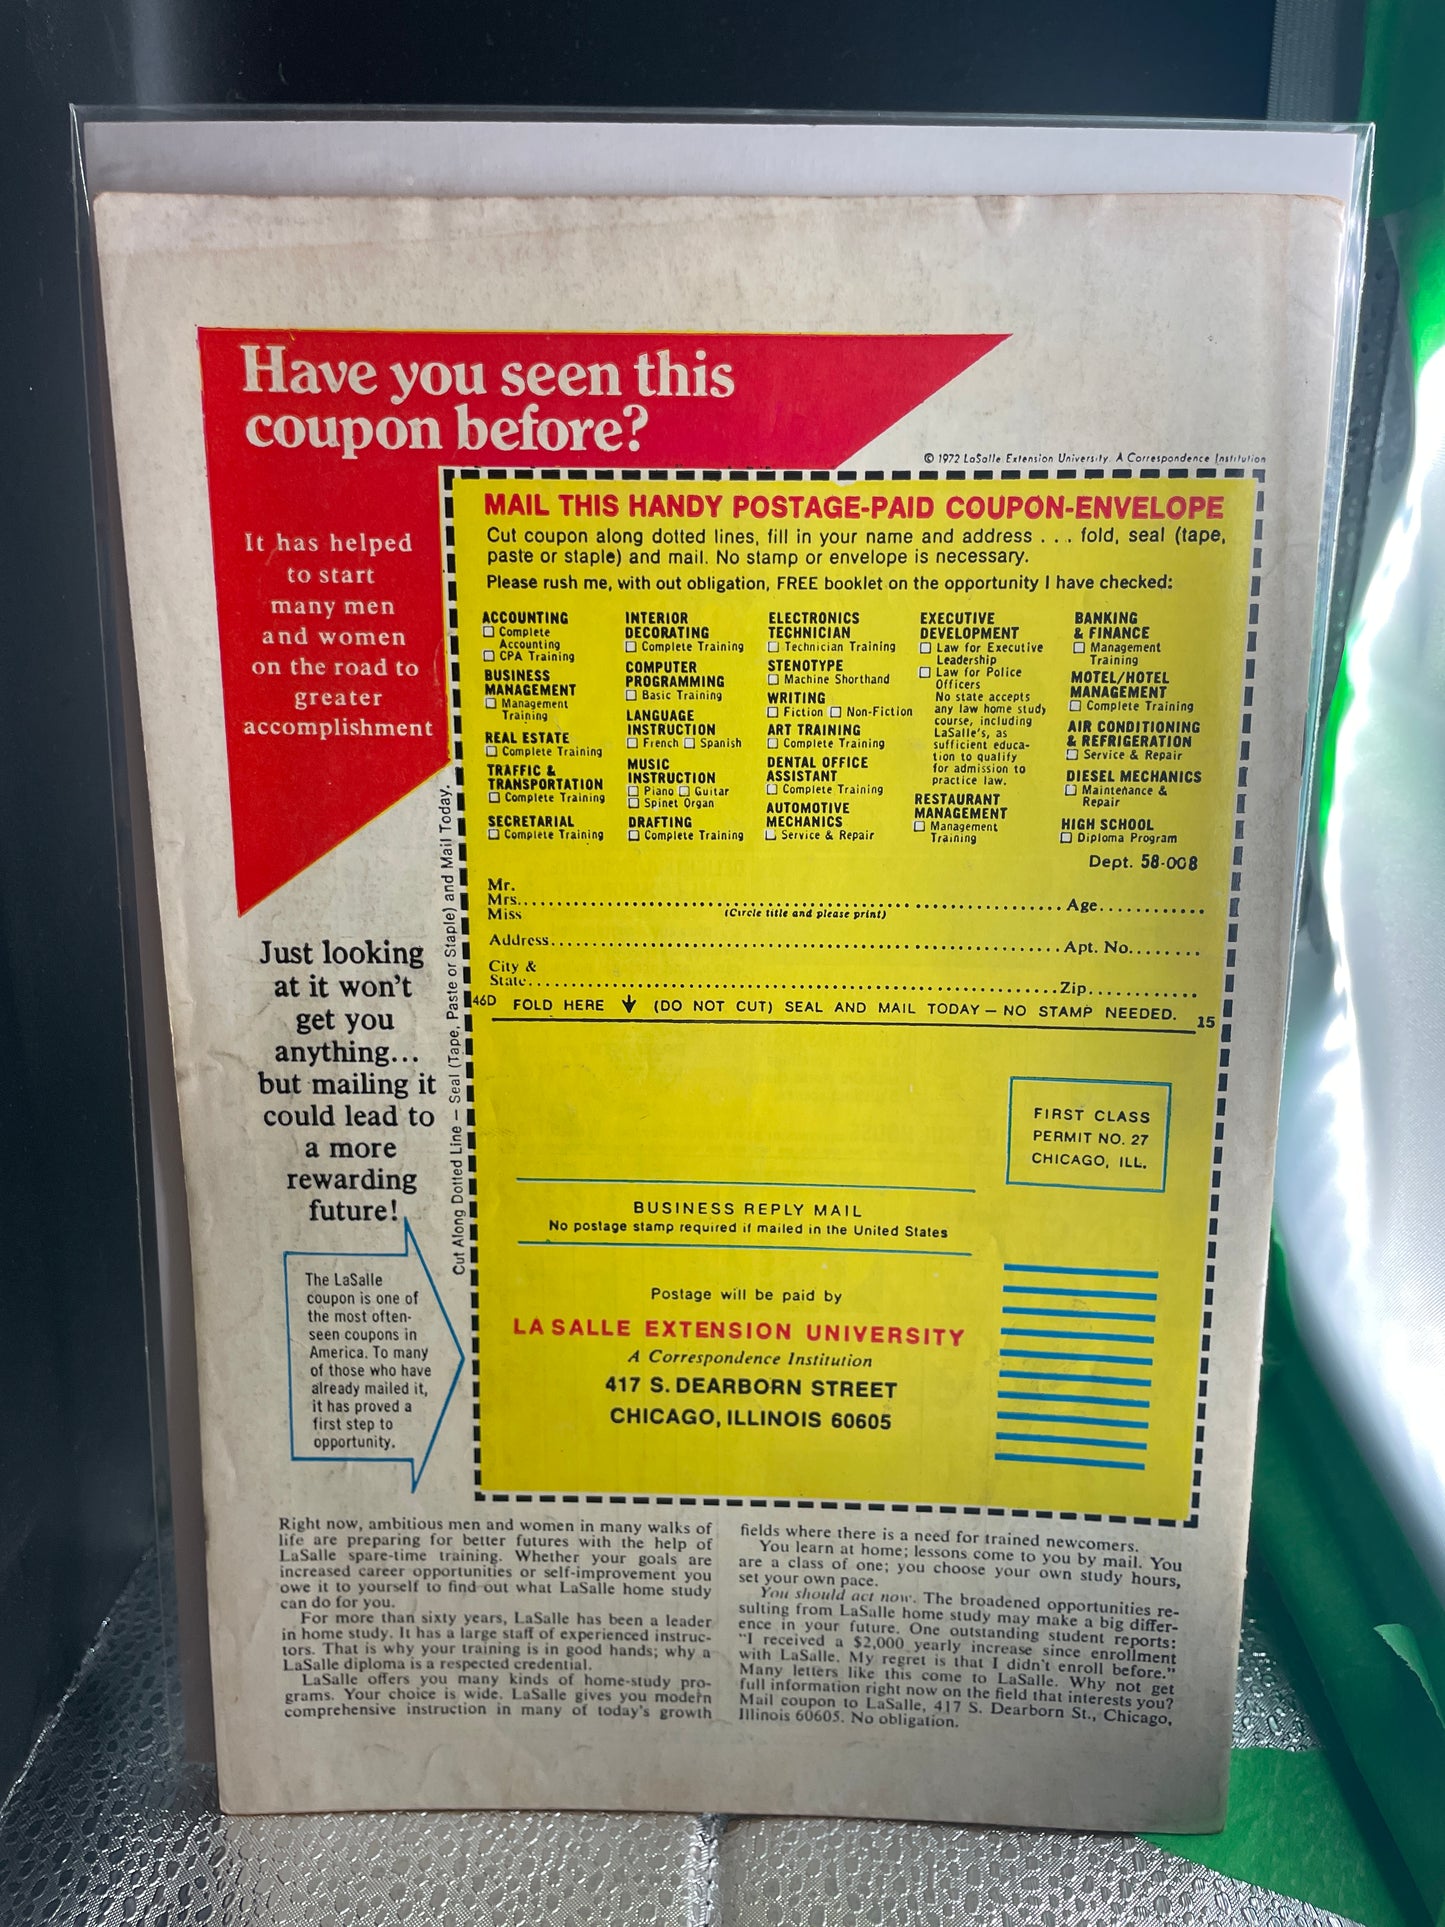 Have you seen this
coupon before?
© 1972 LaSalle Extension University. A Correspondence Institution
It has helped
to start
many men
and women
on the road to
greater
accomplishment
MAIL THIS HANDY POSTAGE-PAID COUPON-ENVELOPE
Cut coupon along dotted lines, fill in your name and address . . . fold, seal (tape,
paste or staple) and mail. No stamp or envelope is necessary.
Please rush me, with out obligation, FREE booklet on the opportunity I have checked:
ACCOUNTING
☐ Complete
Accounting
☐ CPA Training
BUSINESS
MANAGEMENT
☐ Management
Training
REAL ESTATE
☐ Complete Training
TRAFFIC &
TRANSPORTATION
☐ Complete Training
SECRETARIAL
☐ Complete Training
INTERIOR
DECORATING
☐ Complete Training
COMPUTER
PROGRAMMING
☐ Basic Training
LANGUAGE
INSTRUCTION
☐ French ☐ Spanish
MUSIC
INSTRUCTION
☐ Piano ☐ Guitar
☐ Spinet Organ
DRAFTING
☐ Complete Training
ELECTRONICS
TECHNICIAN
☐ Technician Training
STENOTYPE
☐ Machine Shorthand
WRITING
☐ Fiction ☐ Non-Fiction
ART TRAINING
☐ Complete Training
DENTAL OFFICE
ASSISTANT
☐ Complete Training
AUTOMOTIVE
MECHANICS
☐ Service & Repair
EXECUTIVE
DEVELOPMENT
☐ Law for Executive
Leadership
☐ Law for Police
Officers
No state accepts
any law home study
course, including
LaSalle's, as
sufficient educa-
tion to qualify
for admission to
practice law.
RESTAURANT
MANAGEMENT
☐ Management
Training
BANKING
& FINANCE
☐ Management
Training
MOTEL/HOTEL
MANAGEMENT
☐ Complete Training
AIR CONDITIONING
& REFRIGERATION
☐ Service & Repair
DIESEL MECHANICS
☐ Maintenance &
Repair
HIGH SCHOOL
☐ Diploma Program
Dept. 58-008
Mr.
Mrs.......................................Age............
Miss (Circle title and please print)
Address.......................................Apt. No........
City &
State.......................................Zip............
46D FOLD HERE ↓ (DO NOT CUT) SEAL AND MAIL TODAY — NO STAMP NEEDED. 15
Cut Along Dotted Line — Seal (Tape, Paste or Staple) and Mail Today.
Just looking
at it won't
get you
anything...
but mailing it
could lead to
a more
rewarding
future!
The LaSalle
coupon is one of
the most often-
seen coupons in
America. To many
of those who have
already mailed it,
it has proved a
first step to
opportunity.
FIRST CLASS
PERMIT NO. 27
CHICAGO, ILL.
BUSINESS REPLY MAIL
No postage stamp required if mailed in the United States
Postage will be paid by
LA SALLE EXTENSION UNIVERSITY
A Correspondence Institution
417 S. DEARBORN STREET
CHICAGO, ILLINOIS 60605
Right now, ambitious men and women in many walks of
life are preparing for better futures with the help of
LaSalle spare-time training. Whether your goals are
increased career opportunities or self-improvement you
owe it to yourself to find out what LaSalle home study
can do for you.
For more than sixty years, LaSalle has been a leader
in home study. It has a large staff of experienced instruc-
tors. That is why your training is in good hands; why a
LaSalle diploma is a respected credential.
LaSalle offers you many kinds of home-study pro-
grams. Your choice is wide. LaSalle gives you modern
comprehensive instruction in many of today's growth
fields where there is a need for trained newcomers.
You learn at home; lessons come to you by mail. You
are a class of one; you choose your own study hours,
set your own pace.
You should act now. The broadened opportunities re-
sulting from LaSalle home study may make a big differ-
ence in your future. One outstanding student reports:
"I received a $2,000 yearly increase since enrollment
with LaSalle. My regret is that I didn't enroll before."
Many letters like this come to LaSalle. Why not get
full information right now on the field that interests you?
Mail coupon to LaSalle, 417 S. Dearborn St., Chicago,
Illinois 60605. No obligation.